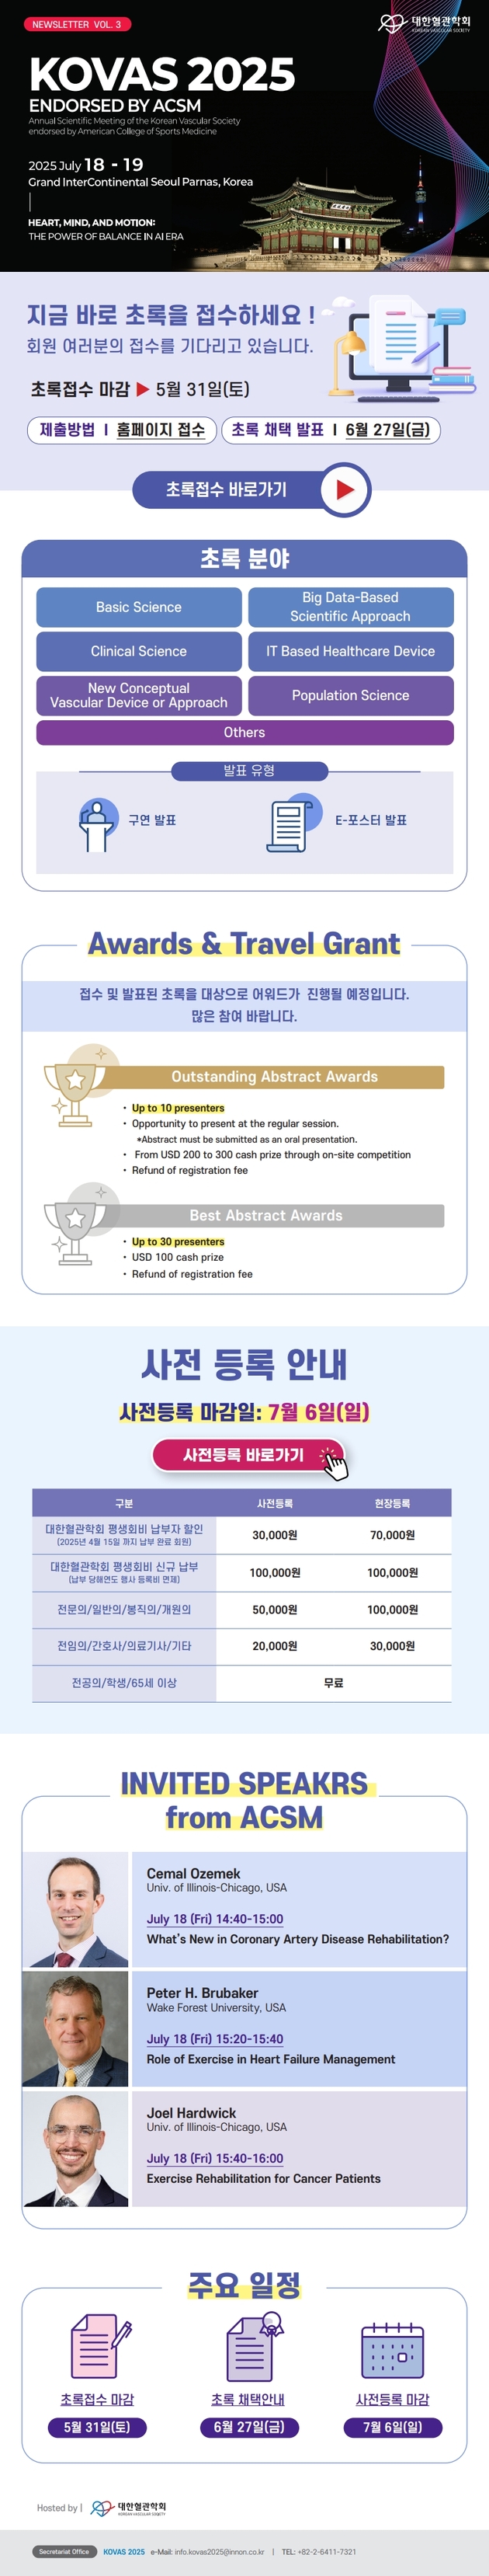 NEWSLETTER VOL. 3
대한혈관학회
KOREAN VASCULAR SOCIETY
KOVAS 2025
ENDORSED BY ACSM
Annual Scientific Meeting of the Korean Vascular Society
endorsed by American College of Sports Medicine
2025 July 18 - 19
Grand InterContinental Seoul Parnas, Korea
HEART, MIND, AND MOTION:
THE POWER OF BALANCE IN AI ERA
지금 바로 초록을 접수하세요 !
회원 여러분의 접수를 기다리고 있습니다.
초록접수 마감 ▶ 5월 31일(토)
제출방법 I 홈페이지 접수
초록 채택 발표 I 6월 27일(금)
초록접수 바로가기
초록 분야
Basic Science
Big Data-Based
Scientific Approach
Clinical Science
IT Based Healthcare Device
New Conceptual
Vascular Device or Approach
Population Science
Others
발표 유형
구연 발표
E-포스터 발표
Awards & Travel Grant
접수 및 발표된 초록을 대상으로 어워드가 진행될 예정입니다.
많은 참여 바랍니다.
Outstanding Abstract Awards
• Up to 10 presenters
• Opportunity to present at the regular session.
*Abstract must be submitted as an oral presentation.
• From USD 200 to 300 cash prize through on-site competition
• Refund of registration fee
Best Abstract Awards
• Up to 30 presenters
• USD 100 cash prize
• Refund of registration fee
사전 등록 안내
사전등록 마감일: 7월 6일(일)
사전등록 바로가기
구분 사전등록 현장등록
대한혈관학회 평생회비 납부자 할인
(2025년 4월 15일 까지 납부 완료 회원)
30,000원 70,000원
대한혈관학회 평생회비 신규 납부
(납부 당해연도 행사 등록비 면제)
100,000원 100,000원
전문의/일반의/봉직의/개원의 50,000원 100,000원
전임의/간호사/의료기사/기타 20,000원 30,000원
전공의/학생/65세 이상 무료
INVITED SPEAKRS
from ACSM
Cemal Ozemek
Univ. of Illinois-Chicago, USA
July 18 (Fri) 14:40-15:00
What's New in Coronary Artery Disease Rehabilitation?
Peter H. Brubaker
Wake Forest University, USA
July 18 (Fri) 15:20-15:40
Role of Exercise in Heart Failure Management
Joel Hardwick
Univ. of Illinois-Chicago, USA
July 18 (Fri) 15:40-16:00
Exercise Rehabilitation for Cancer Patients
주요 일정
초록접수 마감
5월 31일(토)
초록 채택안내
6월 27일(금)
사전등록 마감
7월 6일(일)
Hosted by |
대한혈관학회
KOREAN VASCULAR SOCIETY
Secretariat Office KOVAS 2025 e-Mail: info.kovas2025@innon.co.kr | TEL: +82-2-6411-7321